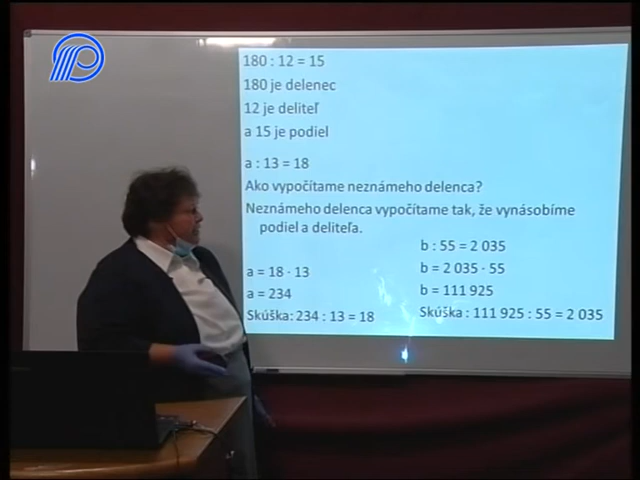 180 : 12 = 15
180 je delenec
12 je deliteľ
a 15 je podiel
a : 13 = 18
Ako vypočítame neznámeho delenca?
Neznámeho delenca vypočítame tak, že vynásobíme
podiel a deliteľa.
a = 18 · 13
a = 234
Skúška: 234 : 13 = 18
b : 55 = 2 035
b = 2 035 · 55
b = 111 925
Skúška : 111 925 : 55 = 2 035